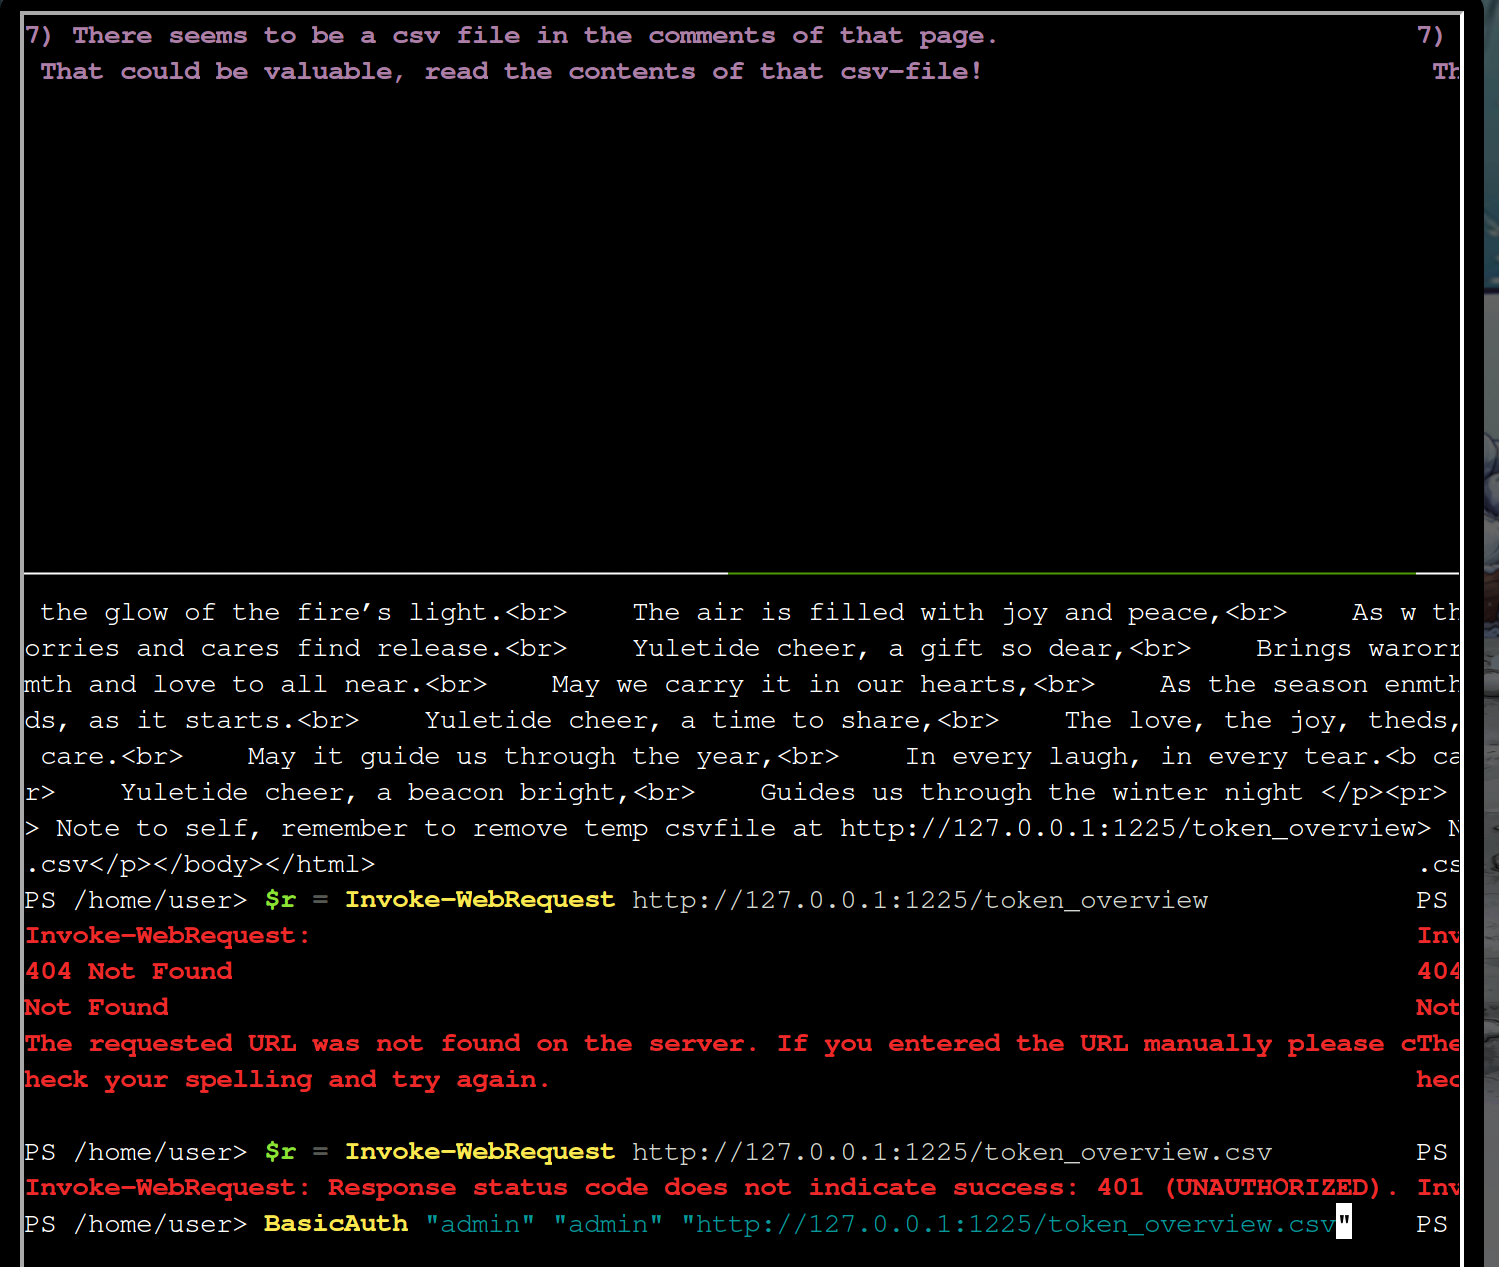 7) There seems to be a csv file in the comments of that page. 7)
That could be valuable, read the contents of that csv-file! Th
the glow of the fire’s light.<br>    The air is filled with joy and peace,<br>    As w th
orries and cares find release.<br>    Yuletide cheer, a gift so dear,<br>    Brings warorr
mth and love to all near.<br>    May we carry it in our hearts,<br>    As the season enmth
ds, as it starts.<br>    Yuletide cheer, a time to share,<br>    The love, the joy, theds,
care.<br>    May it guide us through the year,<br>    In every laugh, in every tear.<b ca
r>    Yuletide cheer, a beacon bright,<br>    Guides us through the winter night </p><pr>
> Note to self, remember to remove temp csvfile at http://127.0.0.1:1225/token_overview> N
.csv</p></body></html> .cs
PS /home/user> $r = Invoke-WebRequest http://127.0.0.1:1225/token_overview PS
Invoke-WebRequest: Inv
404 Not Found 404
Not Found Not
The requested URL was not found on the server. If you entered the URL manually please cThe
heck your spelling and try again. hec
PS /home/user> $r = Invoke-WebRequest http://127.0.0.1:1225/token_overview.csv PS
Invoke-WebRequest: Response status code does not indicate success: 401 (UNAUTHORIZED). Inv
PS /home/user> BasicAuth "admin" "admin" "http://127.0.0.1:1225/token_overview.csv" PS